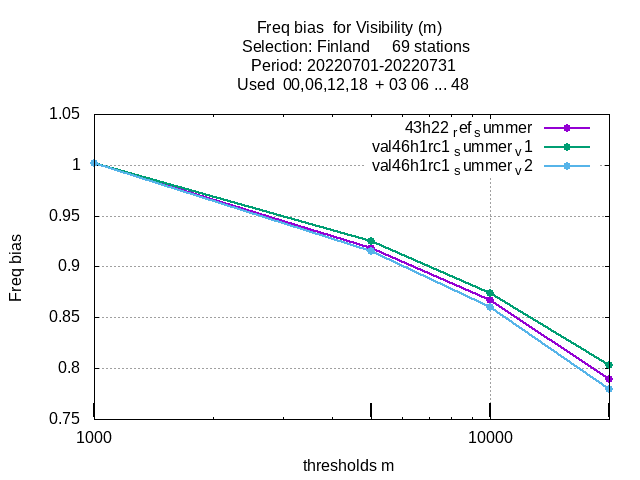 Freq bias  for Visibility (m)
Selection: Finland     69 stations
Period: 20220701-20220731
Used  00,06,12,18  + 03 06 ... 48
1.05
1
0.95
0.9
0.85
0.8
0.75
Freq bias
43h22 ref summer
val46h1rc1 summer v1
val46h1rc1 summer v2
1000
10000
thresholds m